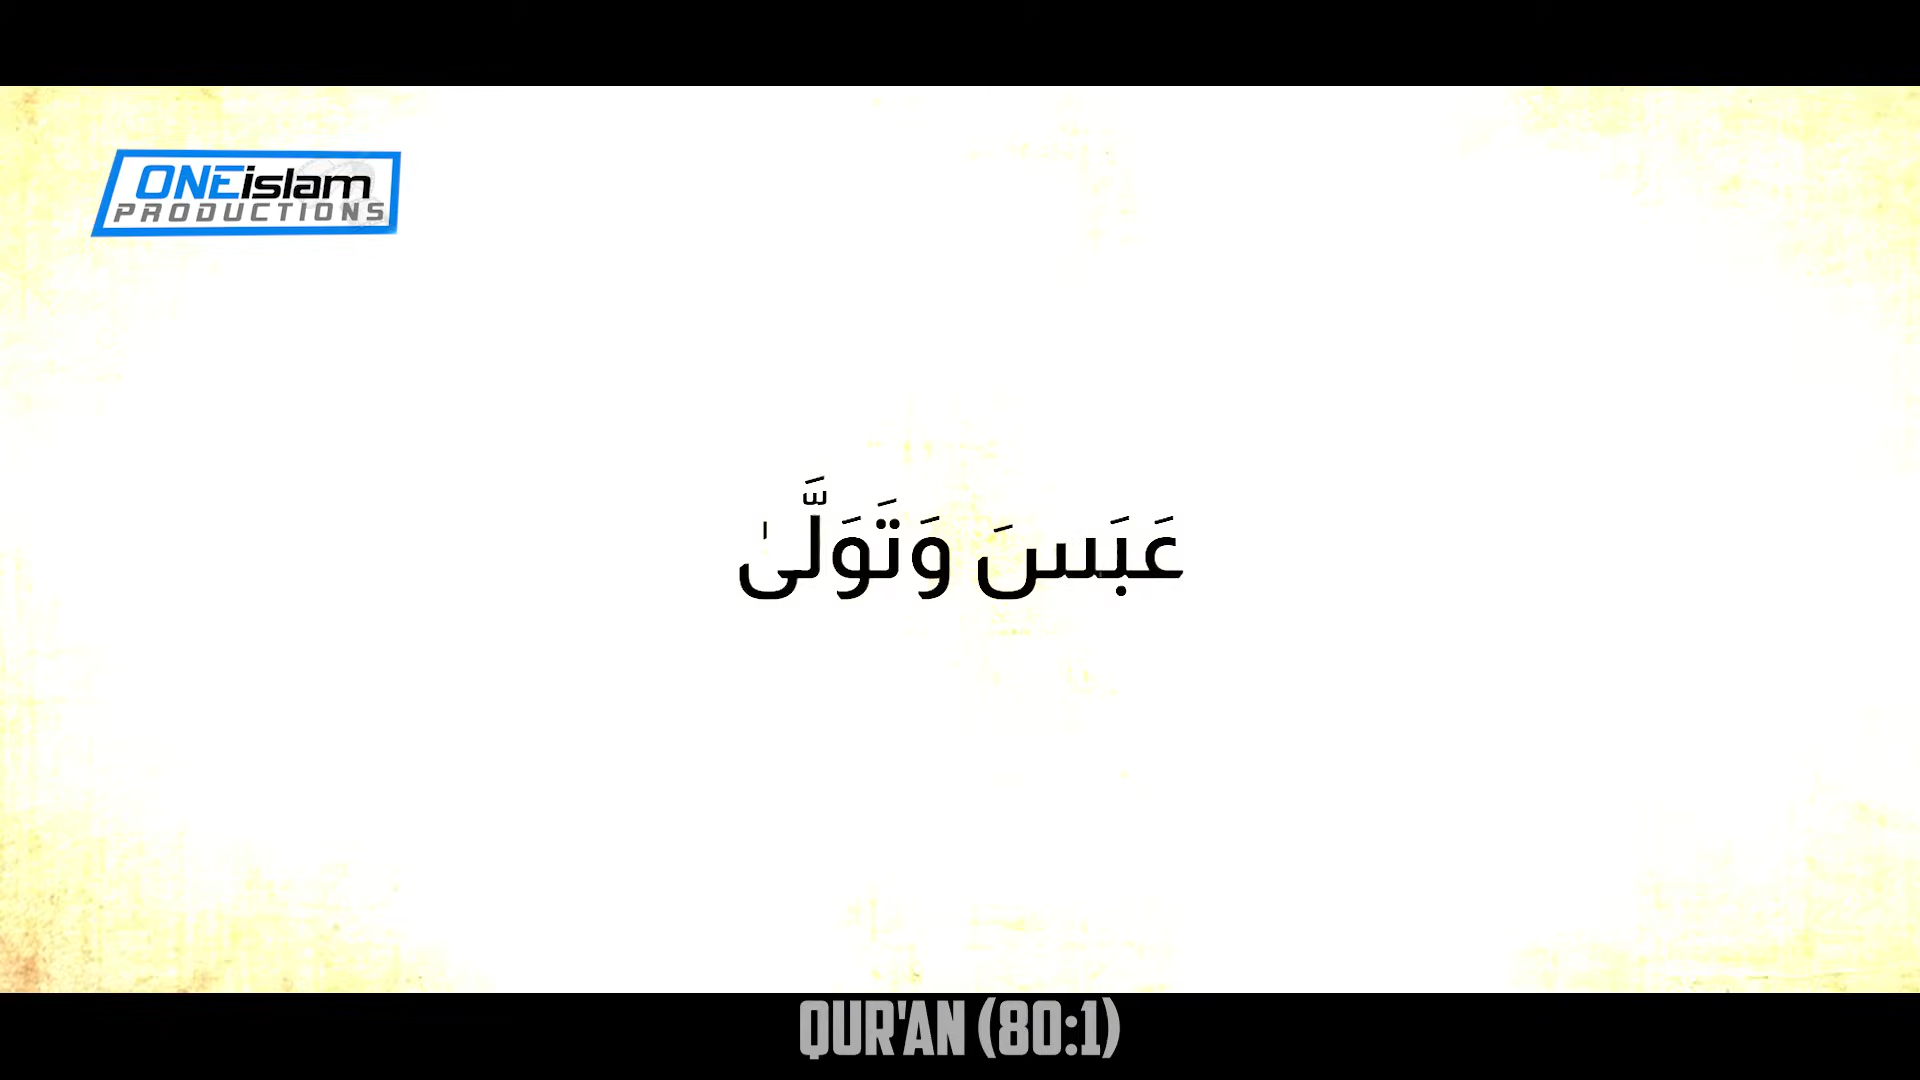 ONEislam
PRODUCTIONS
عَبَسَ وَتَوَلَّىٰ
QUR'AN (80:1)